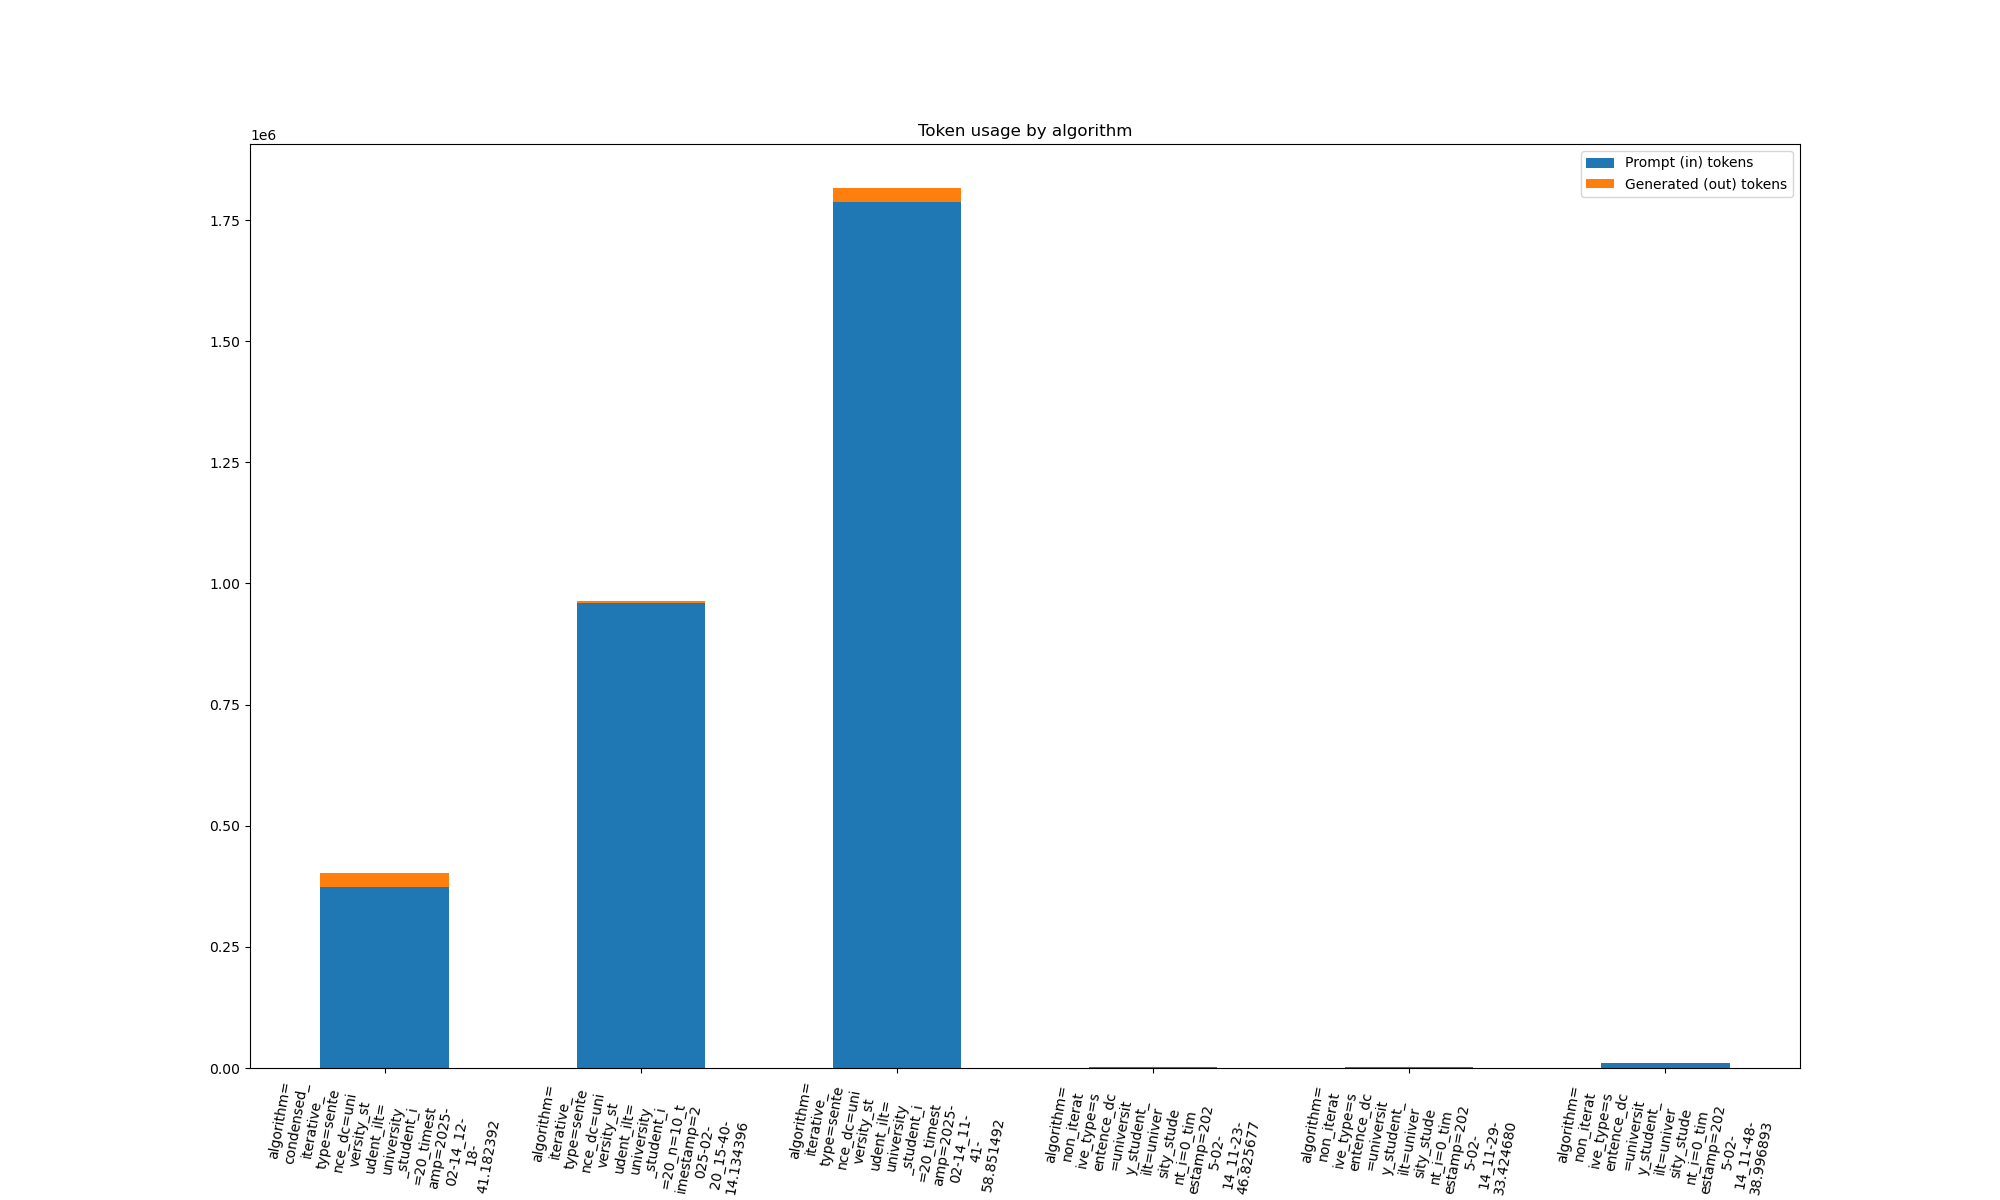 Token usage by algorithm
1e6
Prompt (in) tokens
Generated (out) tokens
1.75
1.50
1.25
1.00
0.75
0.50
0.25
0.00
algorithm=
condensed_
iterative_
type=sente
nce_dc=uni
versity_st
udent_ilt=
university
_student_i
=20_timest
amp=2025-
02-14_12-
18-
41.182392
algorithm=
iterative_
type=sente
nce_dc=uni
versity_st
udent_ilt=
university
_student_i
=20_n=10_t
imestamp=2
025-02-
20_15-40-
14.134396
algorithm=
iterative_
type=sente
nce_dc=uni
versity_st
udent_ilt=
university
_student_i
=20_timest
amp=2025-
02-14_11-
41-
58.851492
algorithm=
non_iterat
ive_type=s
entence_dc
=universit
y_student_
ilt=univer
sity_stude
nt_i=0_tim
estamp=202
5-02-
14_11-23-
46.825677
algorithm=
non_iterat
ive_type=s
entence_dc
=universit
y_student_
ilt=univer
sity_stude
nt_i=0_tim
estamp=202
5-02-
14_11-29-
33.424680
algorithm=
non_iterat
ive_type=s
entence_dc
=universit
y_student_
ilt=univer
sity_stude
nt_i=0_tim
estamp=202
5-02-
14_11-48-
38.996893